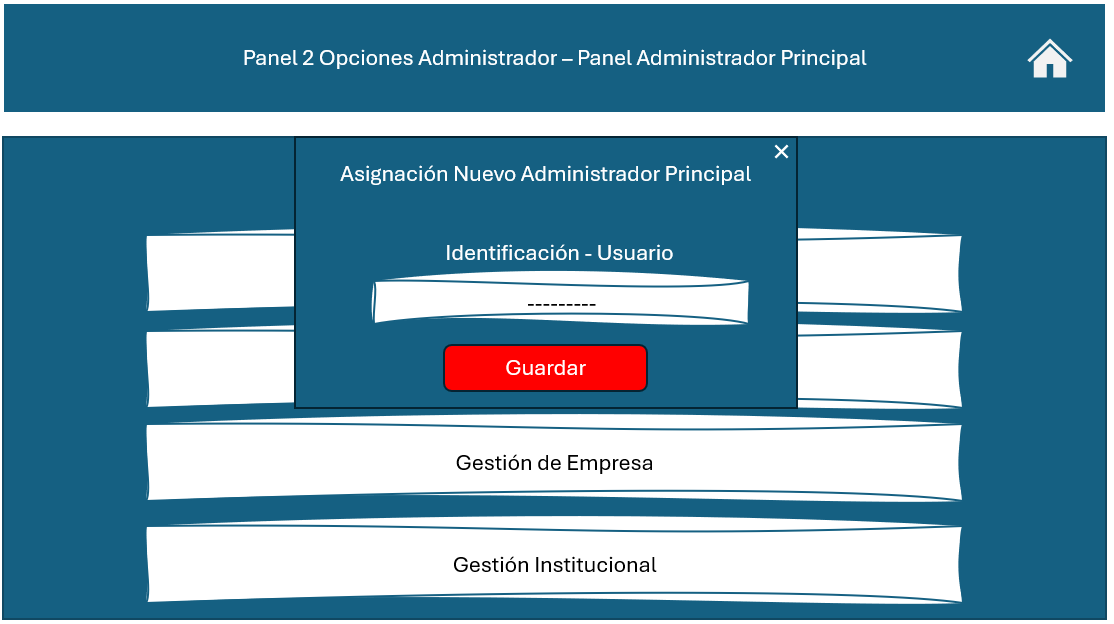 Panel 2 Opciones Administrador – Panel Administrador Principal
Asignación Nuevo Administrador Principal
Identificación - Usuario
---------
Guardar
Gestión de Empresa
Gestión Institucional